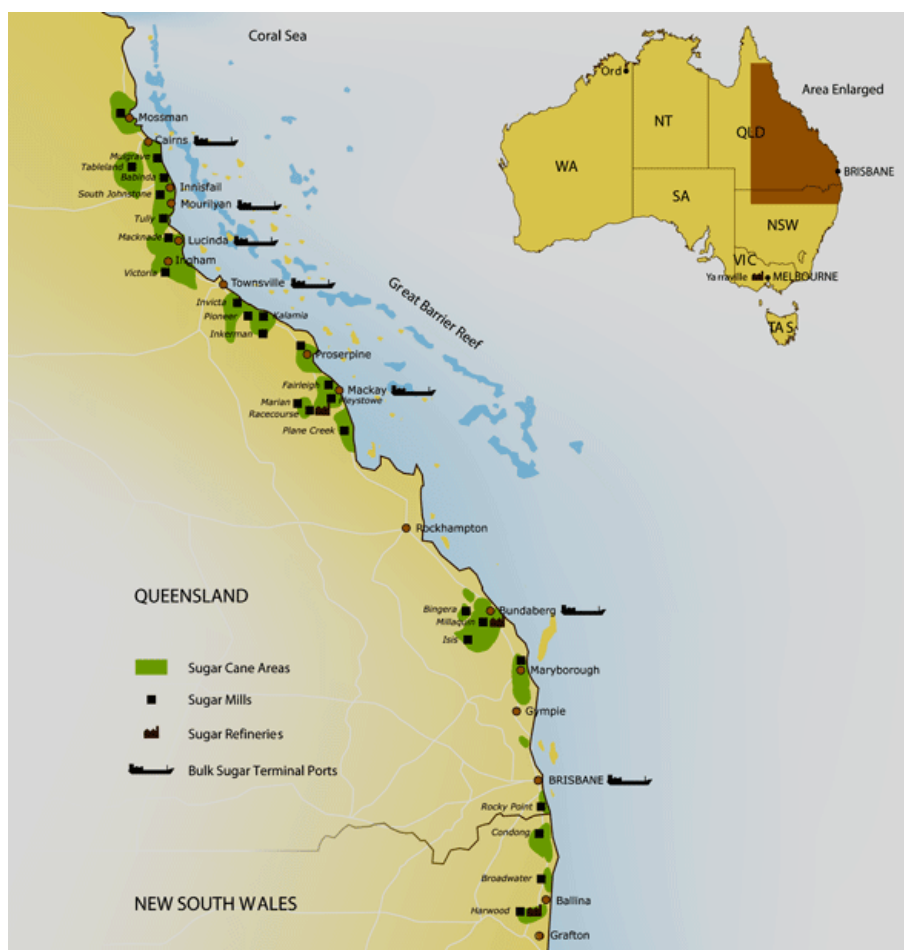 Coral Sea
Ord
Area Enlarged
NT
QLD
WA
BRISBANE
SA
NSW
VIC
Yarraville
MELBOURNE
TAS
Mossman
Cairns
Musgrave
Tableland
Babinda
Innisfail
South Johnstone
Mourilyan
Tully
Macknade
Lucinda
Ingham
Victoria
Townsville
Great Barrier Reef
Invicta
Pioneer
Kalamia
Inkerman
Proserpine
Fairleigh
Mackay
Marian
Meystowe
Racecourse
Plane Creek
Rockhampton
QUEENSLAND
Bingera
Bundaberg
Millaquin
Isis
Sugar Cane Areas
Maryborough
Sugar Mills
Gympie
Sugar Refineries
Bulk Sugar Terminal Ports
BRISBANE
Rocky Point
Condong
Broadwater
NEW SOUTH WALES
Ballina
Harwood
Grafton